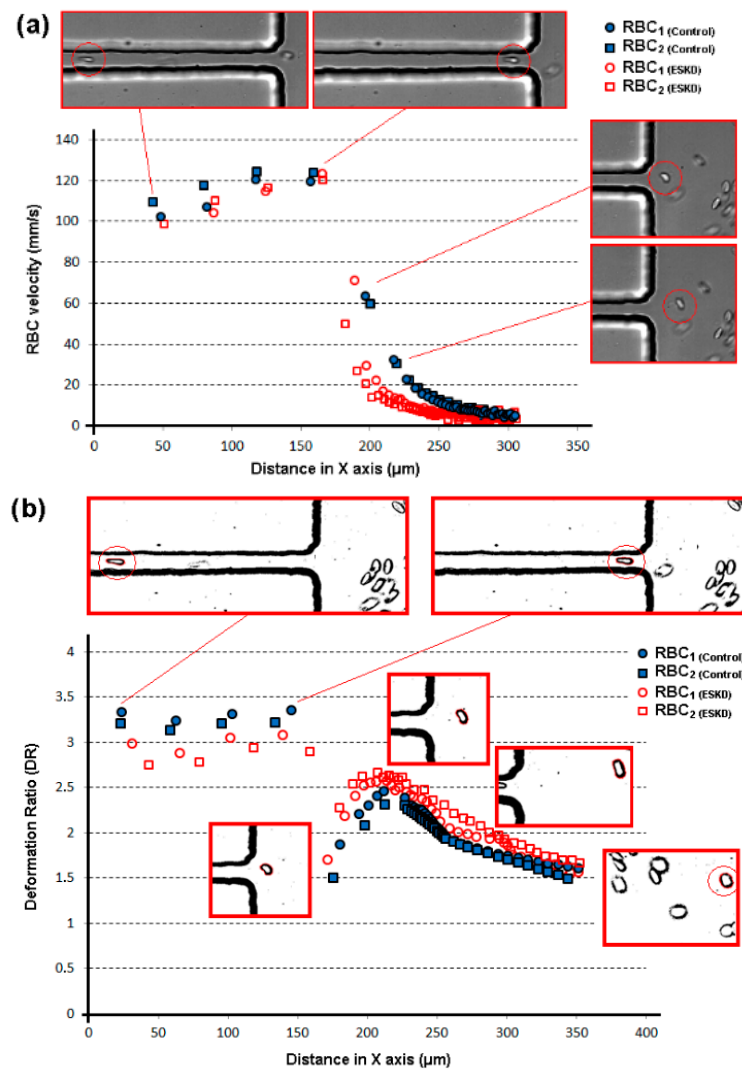 (a)
RBC1 (Control)
RBC2 (Control)
RBC1 (ESKD)
RBC2 (ESKD)
140
120
100
80
60
40
20
0
RBC velocity (mm/s)
0 50 100 150 200 250 300 350
Distance in X axis (µm)
(b)
RBC1 (Control)
RBC2 (Control)
RBC1 (ESKD)
RBC2 (ESKD)
4
3.5
3
2.5
2
1.5
1
0.5
0
Deformation Ratio (DR)
0 50 100 150 200 250 300 350 400
Distance in X axis (µm)